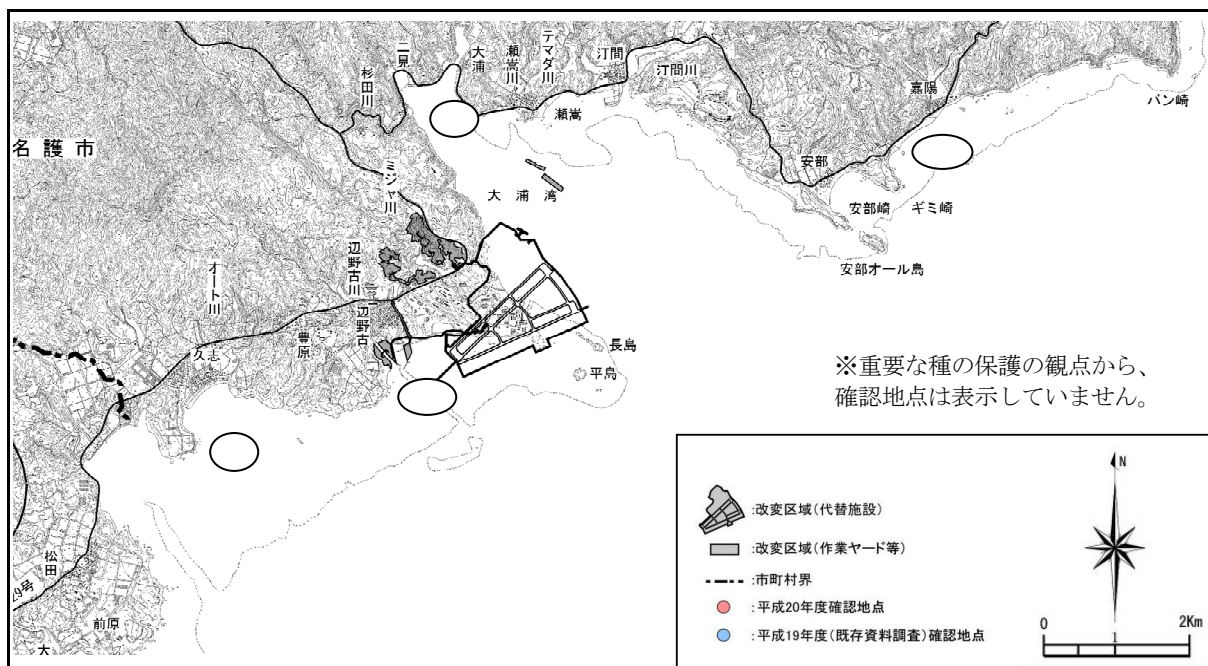 二見
杉田川
大浦
瀬嵩川
テマダ川
汀間
汀間川
瀬嵩
嘉陽
バン崎
名護市
ミジャ川
大浦湾
安部
安部崎
ギミ崎
安部オール島
オート川
辺野古川
辺野古
豊原
久志
長島
平島
※重要な種の保護の観点から、
確認地点は表示していません。
松田
29号
前原
大
:改変区域(代替施設)
:改変区域(作業ヤード等)
:市町村界
:平成20年度確認地点
:平成19年度(既存資料調査)確認地点
N
0
1
2Km